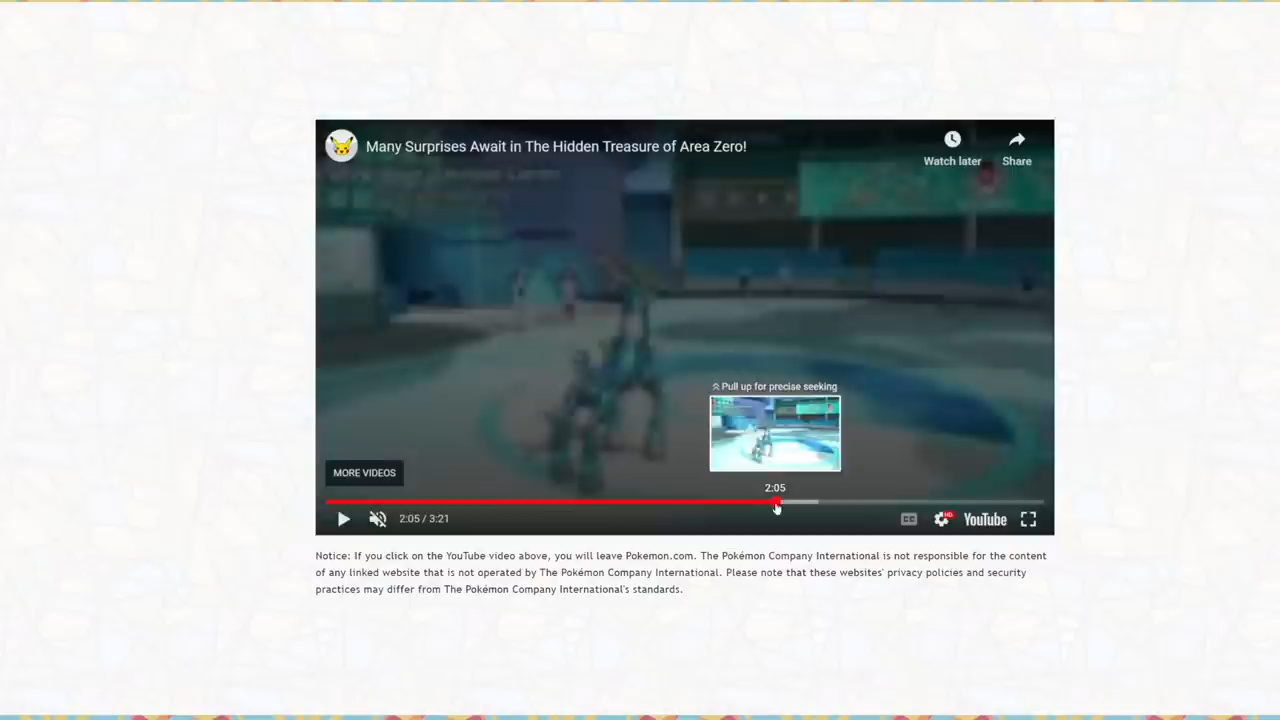 Many Surprises Await in The Hidden Treasure of Area Zero!
Watch later
Share
Pull up for precise seeking
MORE VIDEOS
2:05
2:05 / 3:21
CC
HD
YouTube
Notice: If you click on the YouTube video above, you will leave Pokemon.com. The Pokémon Company International is not responsible for the content
of any linked website that is not operated by The Pokémon Company International. Please note that these websites' privacy policies and security
practices may differ from The Pokémon Company International's standards.